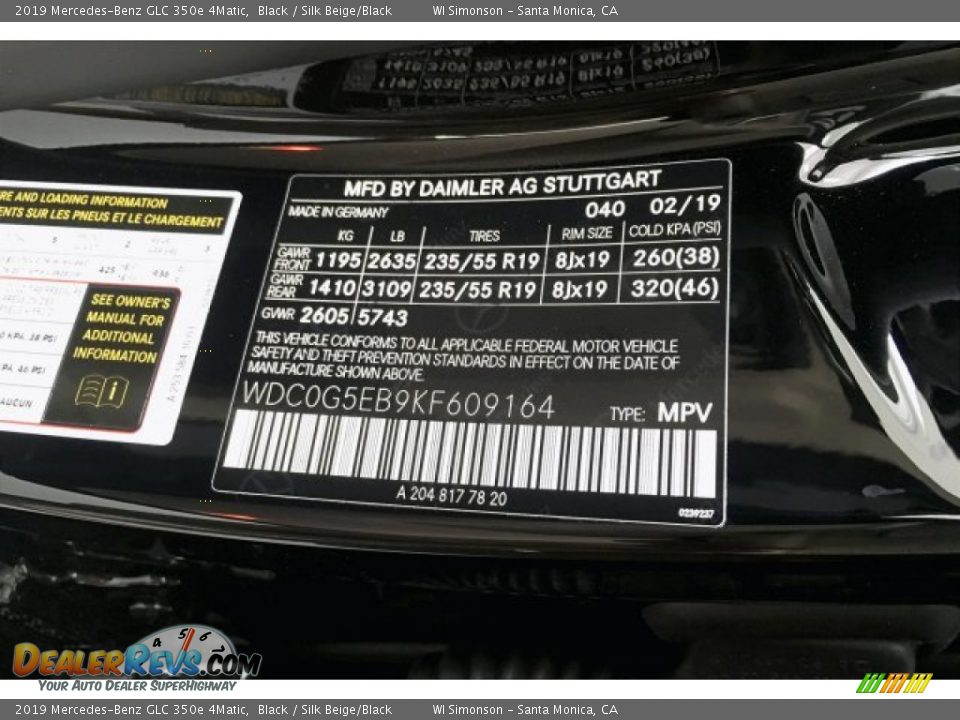 2019 Mercedes-Benz GLC 350e 4Matic, Black / Silk Beige/Black WI Simonson - Santa Monica, CA
MFD BY DAIMLER AG STUTTGART
MADE IN GERMANY 040 02/19
KG LB TIRES RIM SIZE COLD KPA (PSI)
GAWR FRONT 1195 2635 235/55 R19 8Jx19 260(38)
GAWR REAR 1410 3109 235/55 R19 8Jx19 320(46)
GVWR 2605 5743
THIS VEHICLE CONFORMS TO ALL APPLICABLE FEDERAL MOTOR VEHICLE
SAFETY AND THEFT PREVENTION STANDARDS IN EFFECT ON THE DATE OF
MANUFACTURE SHOWN ABOVE.
WDC0G5EB9KF609164 TYPE: MPV
A 204 817 78 20
0239237
AND LOADING INFORMATION
SUR LES PNEUS ET LE CHARGEMENT
SEE OWNER'S
MANUAL FOR
ADDITIONAL
INFORMATION
AUCUN
4 5 6
DEALERREVS.COM
YOUR AUTO DEALER SUPERHIGHWAY
2019 Mercedes-Benz GLC 350e 4Matic, Black / Silk Beige/Black WI Simonson - Santa Monica, CA